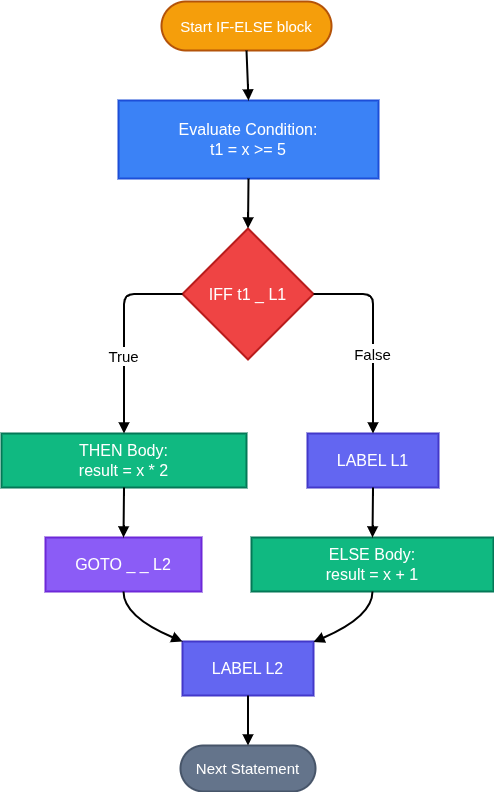 Start IF-ELSE block
Evaluate Condition:
t1 = x >= 5
IFF t1 _ L1
True
False
THEN Body:
result = x * 2
LABEL L1
GOTO _ _ L2
ELSE Body:
result = x + 1
LABEL L2
Next Statement